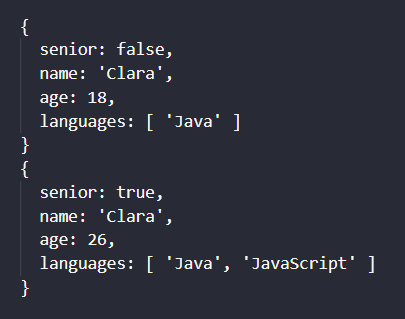 {
  senior: false,
  name: 'Clara',
  age: 18,
  languages: [ 'Java' ]
}
{
  senior: true,
  name: 'Clara',
  age: 26,
  languages: [ 'Java', 'JavaScript' ]
}